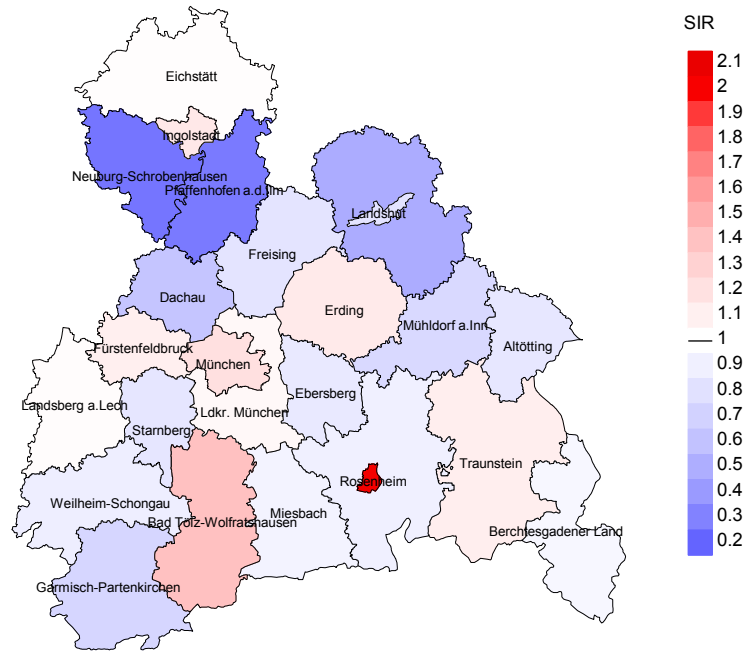 SIR
2.1
2
1.9
1.8
1.7
1.6
1.5
1.4
1.3
1.2
1.1
1
0.9
0.8
0.7
0.6
0.5
0.4
0.3
0.2
Eichstätt
Ingolstadt
Neuburg-Schrobenhausen
Pfaffenhofen a.d.Ilm
Landshut
Freising
Dachau
Erding
Mühldorf a.Inn
Altötting
Fürstenfeldbruck
München
Ebersberg
Landsberg a.Lech
Ldkr. München
Starnberg
Traunstein
Rosenheim
Weilheim-Schongau
Miesbach
Bad Tölz-Wolfratshausen
Berchtesgadener Land
Garmisch-Partenkirchen